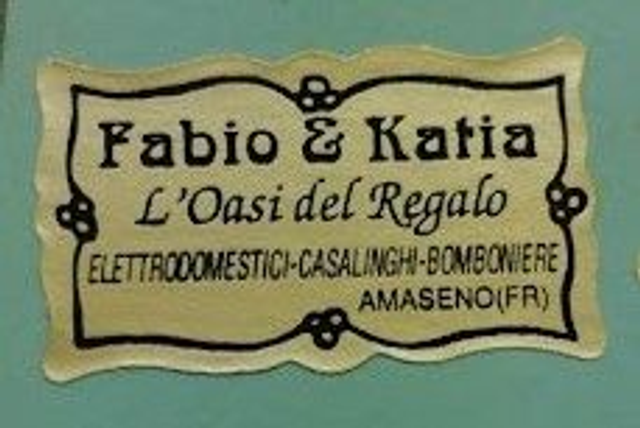 Fabio & Katia
L'Oasi del Regalo
ELETTRODOMESTICI-CASALINGHI-BOMBONIERE
AMASENO(FR)